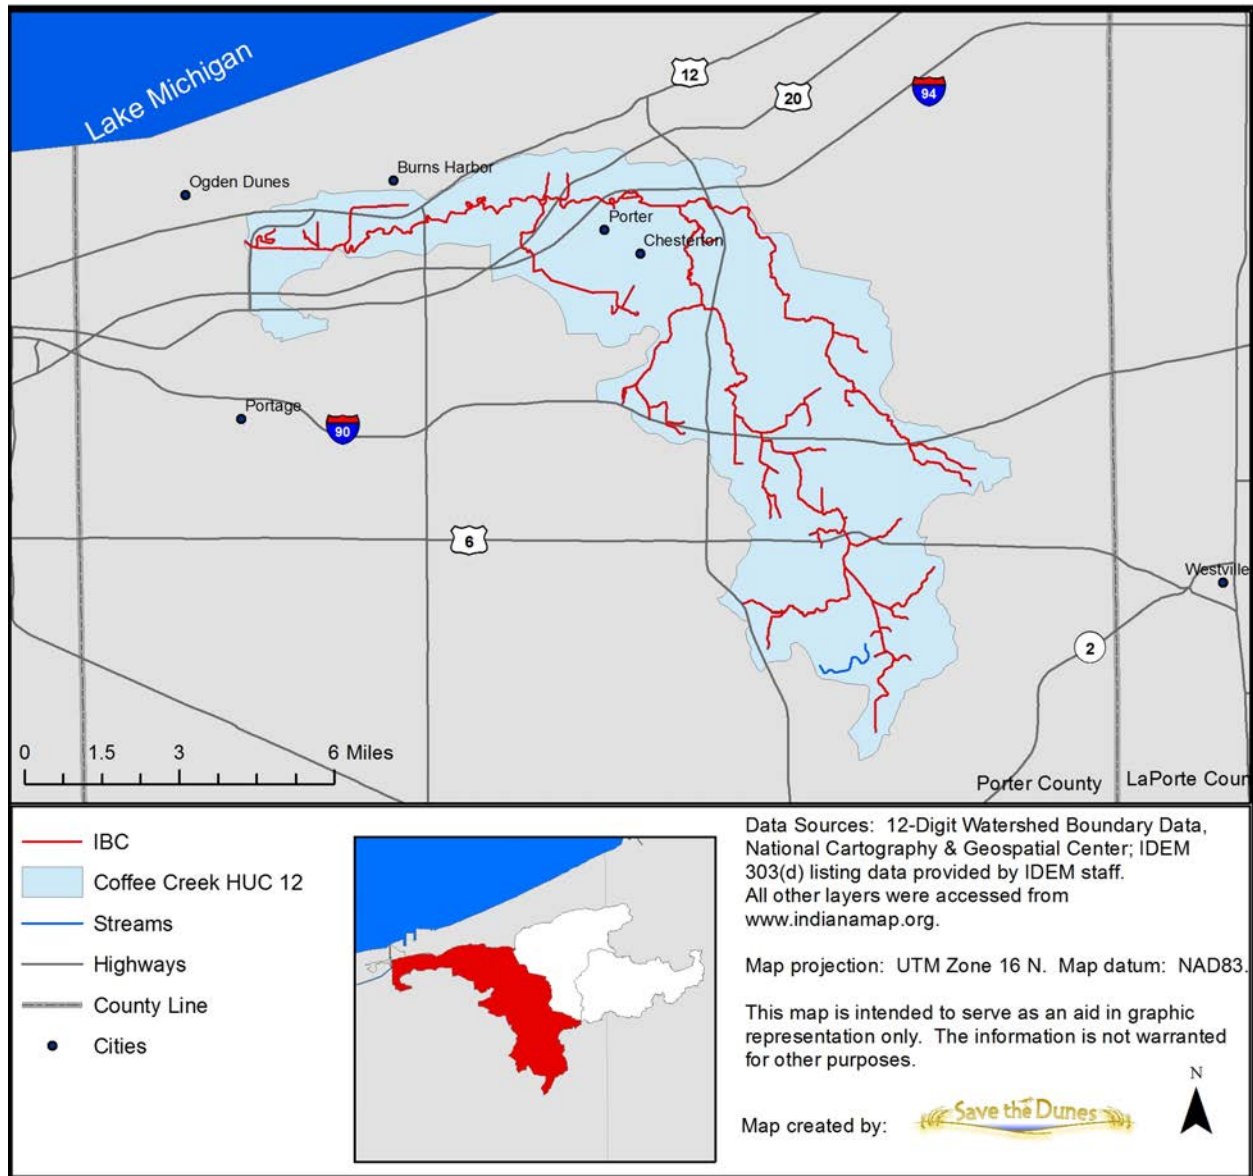 Lake Michigan
12
20
94
Ogden Dunes
Burns Harbor
Porter
Chesterton
Portage
90
6
Westville
2
0 1.5 3 6 Miles
Porter County
LaPorte Coun
IBC
Coffee Creek HUC 12
Streams
Highways
County Line
Cities
Data Sources: 12-Digit Watershed Boundary Data,
National Cartography & Geospatial Center; IDEM
303(d) listing data provided by IDEM staff.
All other layers were accessed from
www.indianamap.org.
Map projection: UTM Zone 16 N. Map datum: NAD83.
This map is intended to serve as an aid in graphic
representation only. The information is not warranted
for other purposes.
N
Map created by:
Save the Dunes